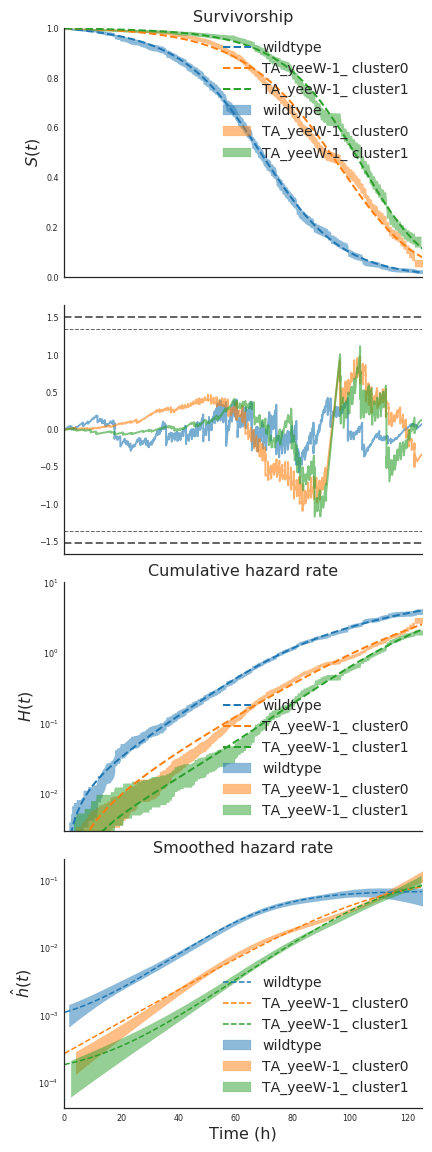 Survivorship
1.0
0.8
0.6
0.4
0.2
0.0
S(t)
wildtype
TA_yeeW-1_ cluster0
TA_yeeW-1_ cluster1
wildtype
TA_yeeW-1_ cluster0
TA_yeeW-1_ cluster1
1.5
1.0
0.5
0.0
−0.5
−1.0
−1.5
Cumulative hazard rate
10¹
10⁰
10⁻¹
10⁻²
H(t)
wildtype
TA_yeeW-1_ cluster0
TA_yeeW-1_ cluster1
wildtype
TA_yeeW-1_ cluster0
TA_yeeW-1_ cluster1
Smoothed hazard rate
10⁻¹
10⁻²
10⁻³
10⁻⁴
ĥ(t)
wildtype
TA_yeeW-1_ cluster0
TA_yeeW-1_ cluster1
wildtype
TA_yeeW-1_ cluster0
TA_yeeW-1_ cluster1
0 20 40 60 80 100 120
Time (h)